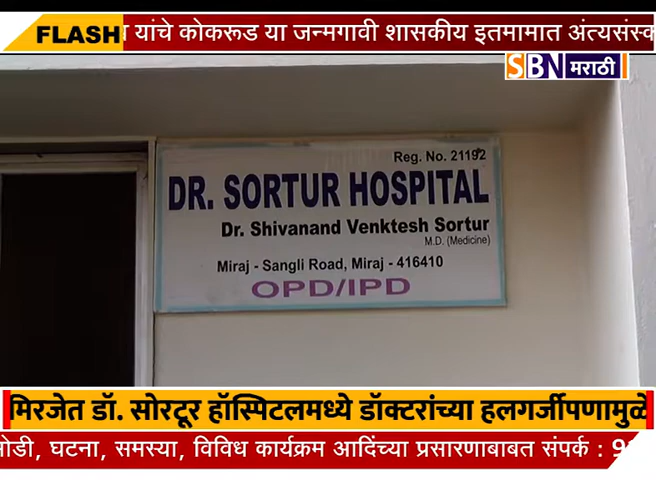 FLASH यांचे कोकरूड या जन्मगावी शासकीय इतमामात
SBN मराठी
Reg. No. 21192
DR. SORTUR HOSPITAL
Dr. Shivanand Venktesh Sortur
M.D. (Medicine)
Miraj - Sangli Road, Miraj - 416410
OPD/IPD
मिरजेत डॉ. सोरटूर हॉस्पिटलमध्ये डॉक्टरांच्या हलगर्जीपणामुळे
घटना, समस्या, विविध कार्यक्रम आदिंच्या प्रसारणाबाबत संपर्क :